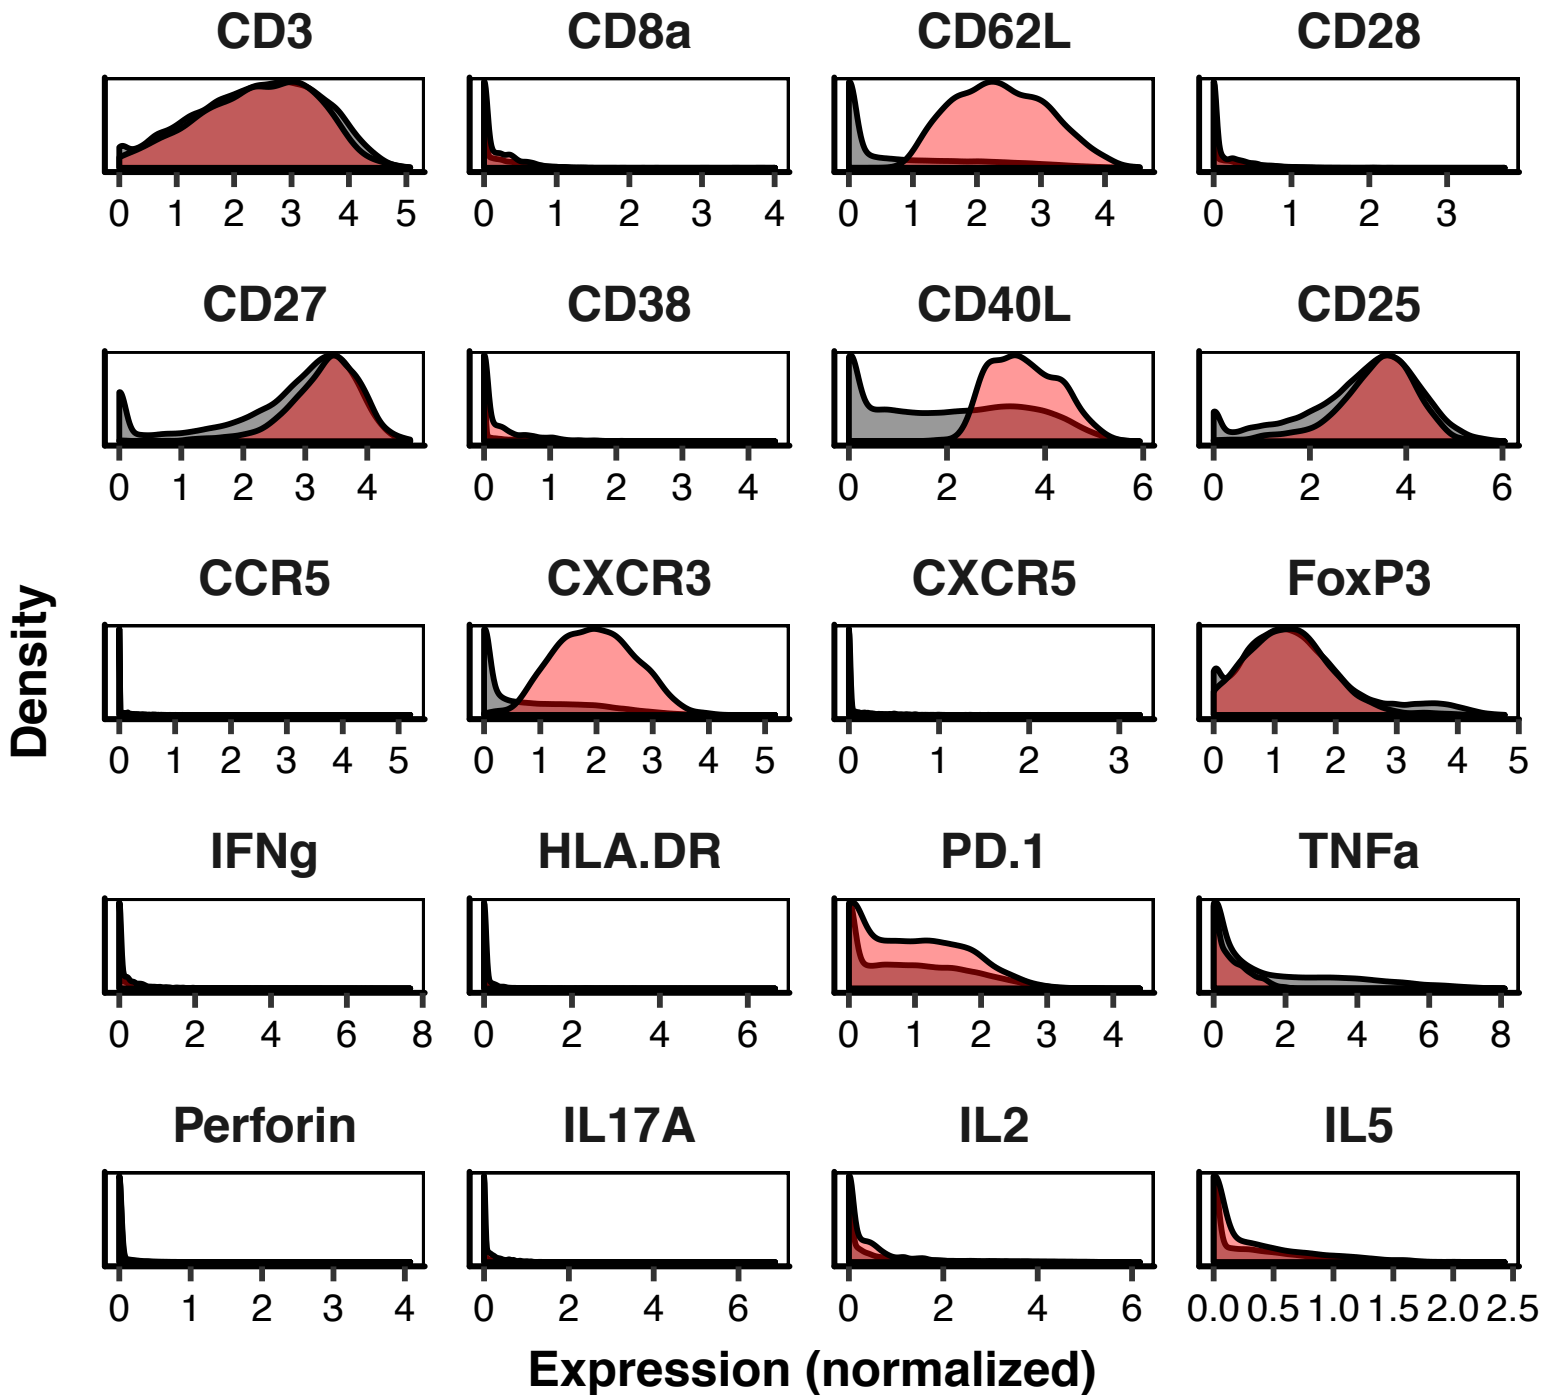 CD3 CD8a CD62L CD28
0 1 2 3 4 5 0 1 2 3 4 0 1 2 3 4 0 1 2 3
CD27 CD38 CD40L CD25
0 1 2 3 4 0 1 2 3 4 0 2 4 6 0 2 4 6
CCR5 CXCR3 CXCR5 FoxP3
0 1 2 3 4 5 0 1 2 3 4 5 0 1 2 3 0 1 2 3 4 5
Density
IFNg HLA.DR PD.1 TNFa
0 2 4 6 8 0 2 4 6 0 1 2 3 4 0 2 4 6 8
Perforin IL17A IL2 IL5
0 1 2 3 4 0 2 4 6 0 2 4 6 0.0 0.5 1.0 1.5 2.0 2.5
Expression (normalized)